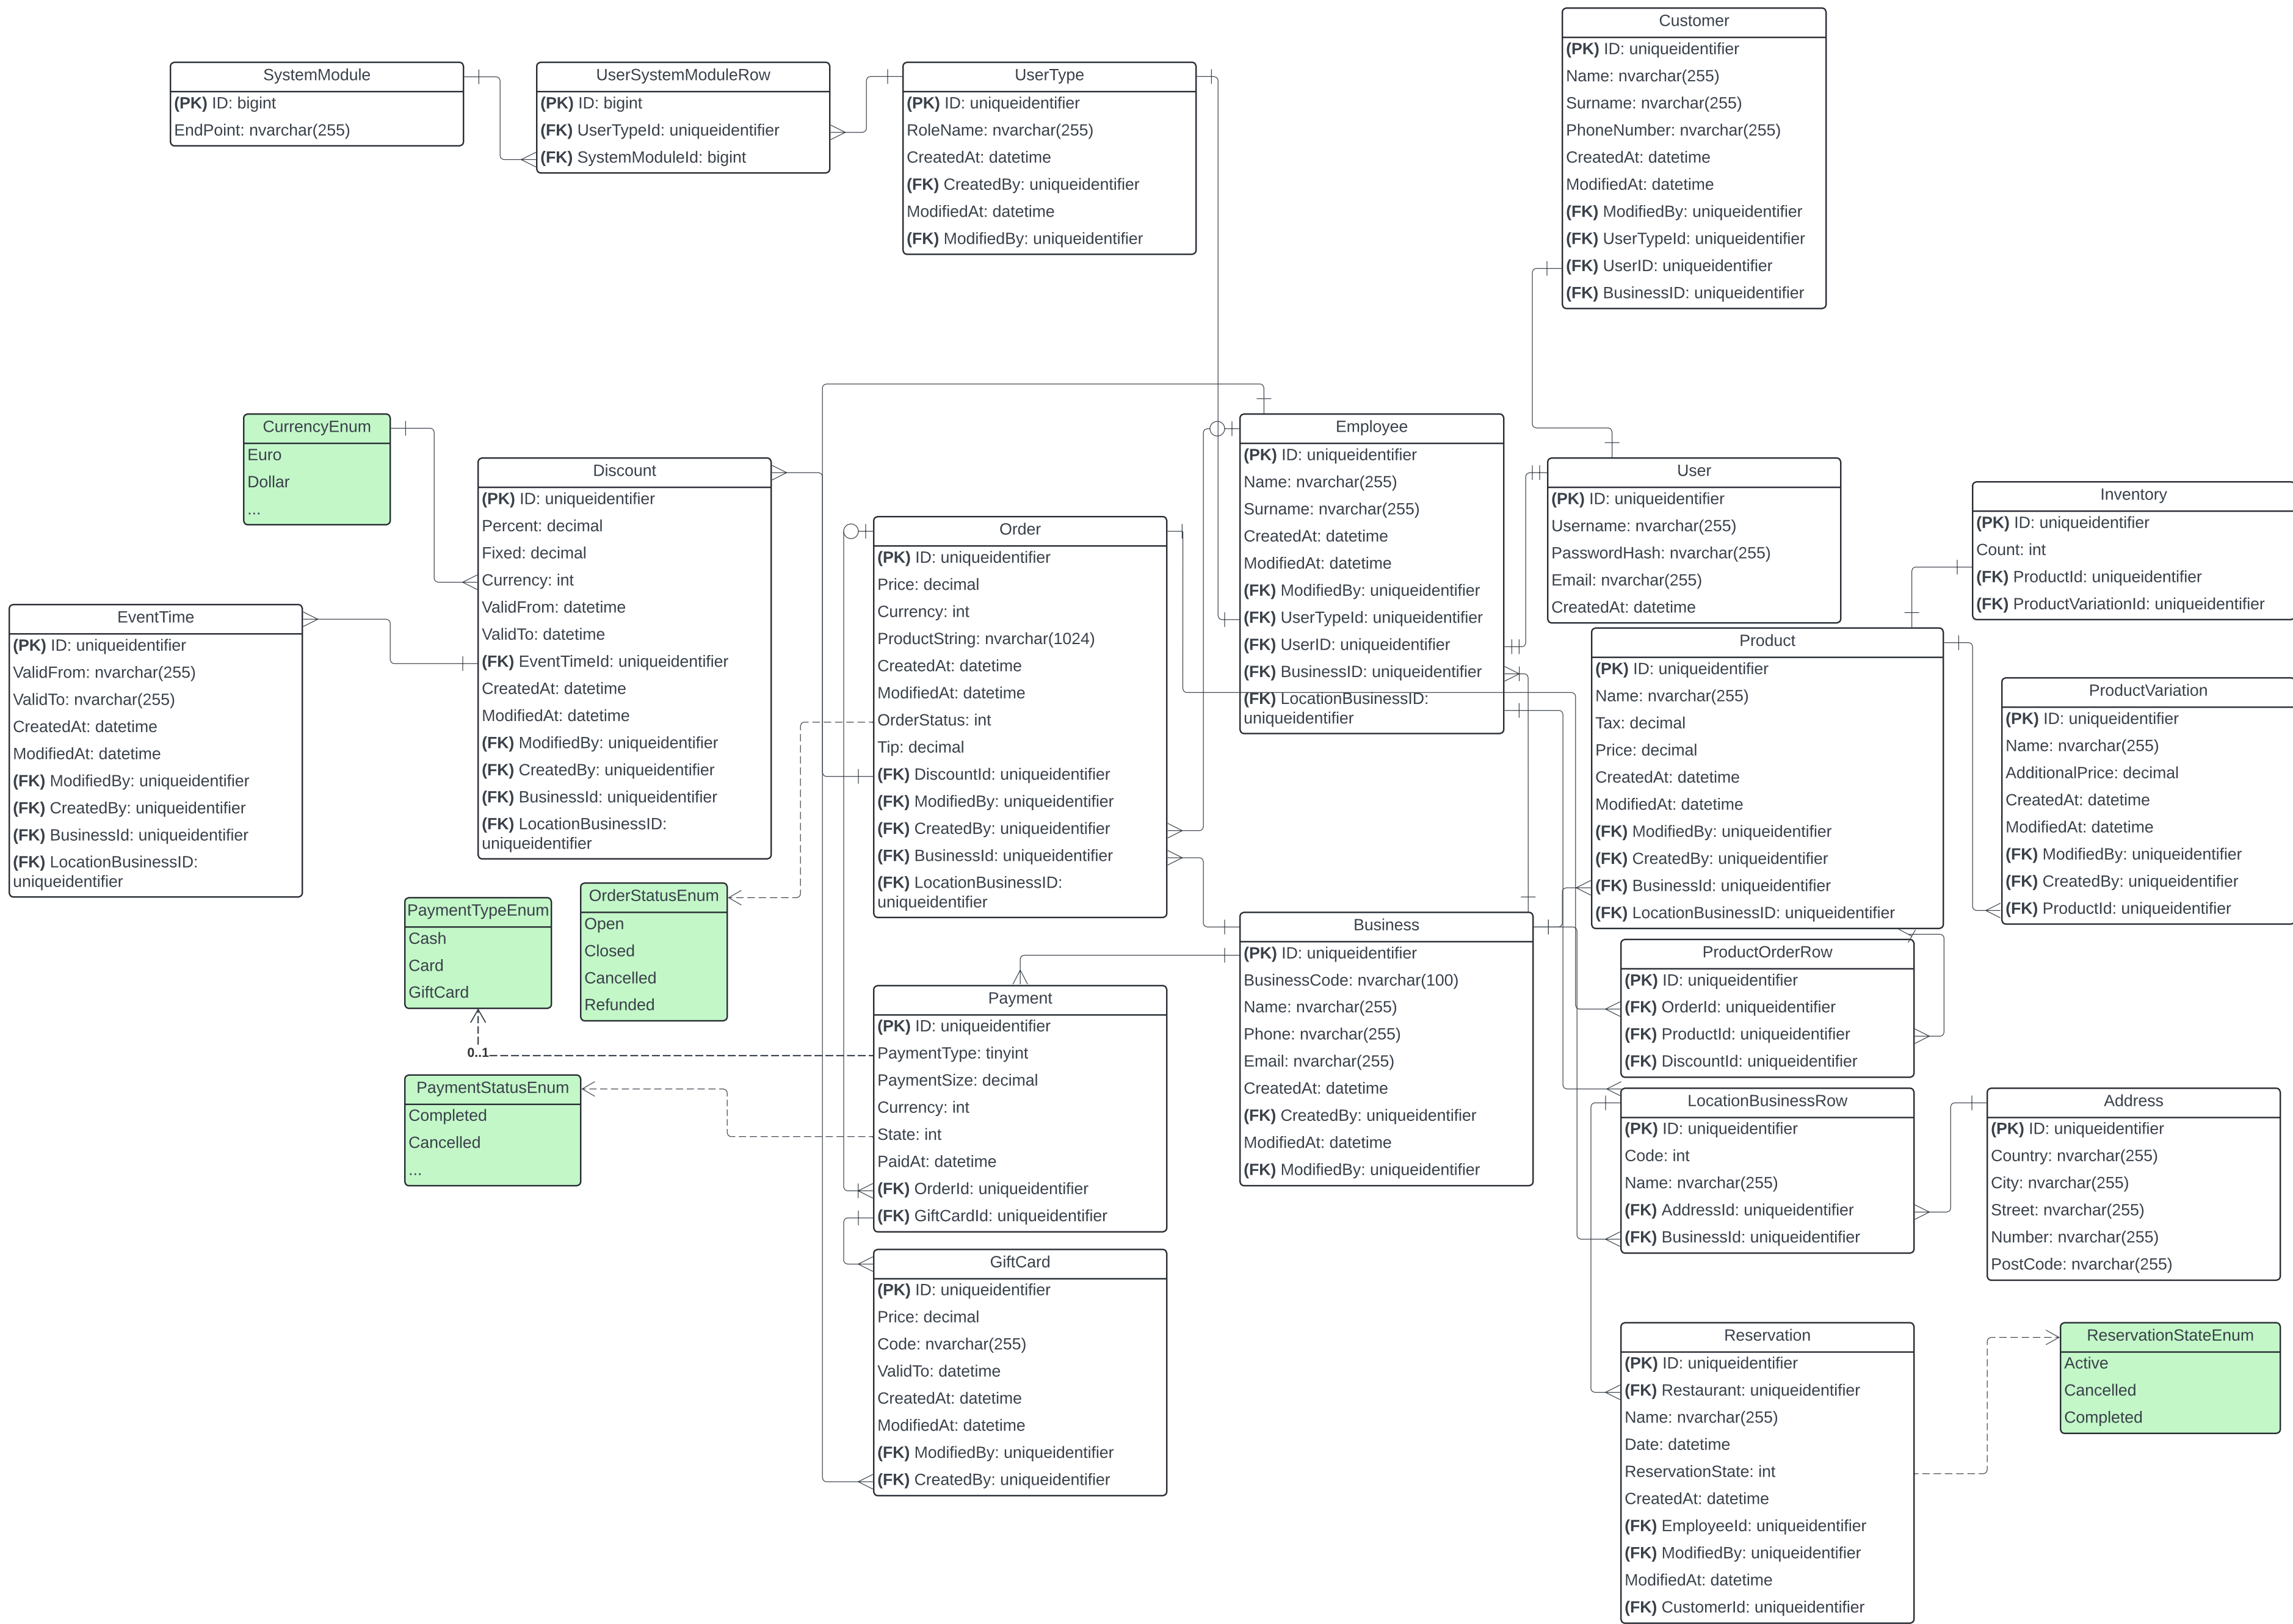 Customer
(PK) ID: uniqueidentifier
Name: nvarchar(255)
Surname: nvarchar(255)
PhoneNumber: nvarchar(255)
CreatedAt: datetime
ModifiedAt: datetime
(FK) ModifiedBy: uniqueidentifier
(FK) UserTypeId: uniqueidentifier
(FK) UserID: uniqueidentifier
(FK) BusinessID: uniqueidentifier
SystemModule
(PK) ID: bigint
EndPoint: nvarchar(255)
UserSystemModuleRow
(PK) ID: bigint
(FK) UserTypeId: uniqueidentifier
(FK) SystemModuleId: bigint
UserType
(PK) ID: uniqueidentifier
RoleName: nvarchar(255)
CreatedAt: datetime
(FK) CreatedBy: uniqueidentifier
ModifiedAt: datetime
(FK) ModifiedBy: uniqueidentifier
CurrencyEnum
Euro
Dollar
...
Discount
(PK) ID: uniqueidentifier
Percent: decimal
Fixed: decimal
Currency: int
ValidFrom: datetime
ValidTo: datetime
(FK) EventTimeId: uniqueidentifier
CreatedAt: datetime
ModifiedAt: datetime
(FK) ModifiedBy: uniqueidentifier
(FK) CreatedBy: uniqueidentifier
(FK) BusinessId: uniqueidentifier
(FK) LocationBusinessID:
uniqueidentifier
EventTime
(PK) ID: uniqueidentifier
ValidFrom: nvarchar(255)
ValidTo: nvarchar(255)
CreatedAt: datetime
ModifiedAt: datetime
(FK) ModifiedBy: uniqueidentifier
(FK) CreatedBy: uniqueidentifier
(FK) BusinessId: uniqueidentifier
(FK) LocationBusinessID:
uniqueidentifier
Order
(PK) ID: uniqueidentifier
Price: decimal
Currency: int
ProductString: nvarchar(1024)
CreatedAt: datetime
ModifiedAt: datetime
OrderStatus: int
Tip: decimal
(FK) DiscountId: uniqueidentifier
(FK) ModifiedBy: uniqueidentifier
(FK) CreatedBy: uniqueidentifier
(FK) BusinessId: uniqueidentifier
(FK) LocationBusinessID:
uniqueidentifier
Employee
(PK) ID: uniqueidentifier
Name: nvarchar(255)
Surname: nvarchar(255)
CreatedAt: datetime
ModifiedAt: datetime
(FK) ModifiedBy: uniqueidentifier
(FK) UserTypeId: uniqueidentifier
(FK) UserID: uniqueidentifier
(FK) BusinessID: uniqueidentifier
(FK) LocationBusinessID:
uniqueidentifier
User
(PK) ID: uniqueidentifier
Username: nvarchar(255)
PasswordHash: nvarchar(255)
Email: nvarchar(255)
CreatedAt: datetime
Inventory
(PK) ID: uniqueidentifier
Count: int
(FK) ProductId: uniqueidentifier
(FK) ProductVariationId: uniqueidentifier
Product
(PK) ID: uniqueidentifier
Name: nvarchar(255)
Tax: decimal
Price: decimal
CreatedAt: datetime
ModifiedAt: datetime
(FK) ModifiedBy: uniqueidentifier
(FK) CreatedBy: uniqueidentifier
(FK) BusinessId: uniqueidentifier
(FK) LocationBusinessID: uniqueidentifier
ProductVariation
(PK) ID: uniqueidentifier
Name: nvarchar(255)
AdditionalPrice: decimal
CreatedAt: datetime
ModifiedAt: datetime
(FK) ModifiedBy: uniqueidentifier
(FK) CreatedBy: uniqueidentifier
(FK) ProductId: uniqueidentifier
PaymentTypeEnum
Cash
Card
GiftCard
OrderStatusEnum
Open
Closed
Cancelled
Refunded
0..1
PaymentStatusEnum
Completed
Cancelled
...
Payment
(PK) ID: uniqueidentifier
PaymentType: tinyint
PaymentSize: decimal
Currency: int
State: int
PaidAt: datetime
(FK) OrderId: uniqueidentifier
(FK) GiftCardId: uniqueidentifier
Business
(PK) ID: uniqueidentifier
BusinessCode: nvarchar(100)
Name: nvarchar(255)
Phone: nvarchar(255)
Email: nvarchar(255)
CreatedAt: datetime
(FK) CreatedBy: uniqueidentifier
ModifiedAt: datetime
(FK) ModifiedBy: uniqueidentifier
ProductOrderRow
(PK) ID: uniqueidentifier
(FK) OrderId: uniqueidentifier
(FK) ProductId: uniqueidentifier
(FK) DiscountId: uniqueidentifier
LocationBusinessRow
(PK) ID: uniqueidentifier
Code: int
Name: nvarchar(255)
(FK) AddressId: uniqueidentifier
(FK) BusinessId: uniqueidentifier
Address
(PK) ID: uniqueidentifier
Country: nvarchar(255)
City: nvarchar(255)
Street: nvarchar(255)
Number: nvarchar(255)
PostCode: nvarchar(255)
GiftCard
(PK) ID: uniqueidentifier
Price: decimal
Code: nvarchar(255)
ValidTo: datetime
CreatedAt: datetime
ModifiedAt: datetime
(FK) ModifiedBy: uniqueidentifier
(FK) CreatedBy: uniqueidentifier
Reservation
(PK) ID: uniqueidentifier
(FK) Restaurant: uniqueidentifier
Name: nvarchar(255)
Date: datetime
ReservationState: int
CreatedAt: datetime
(FK) EmployeeId: uniqueidentifier
(FK) ModifiedBy: uniqueidentifier
ModifiedAt: datetime
(FK) CustomerId: uniqueidentifier
ReservationStateEnum
Active
Cancelled
Completed